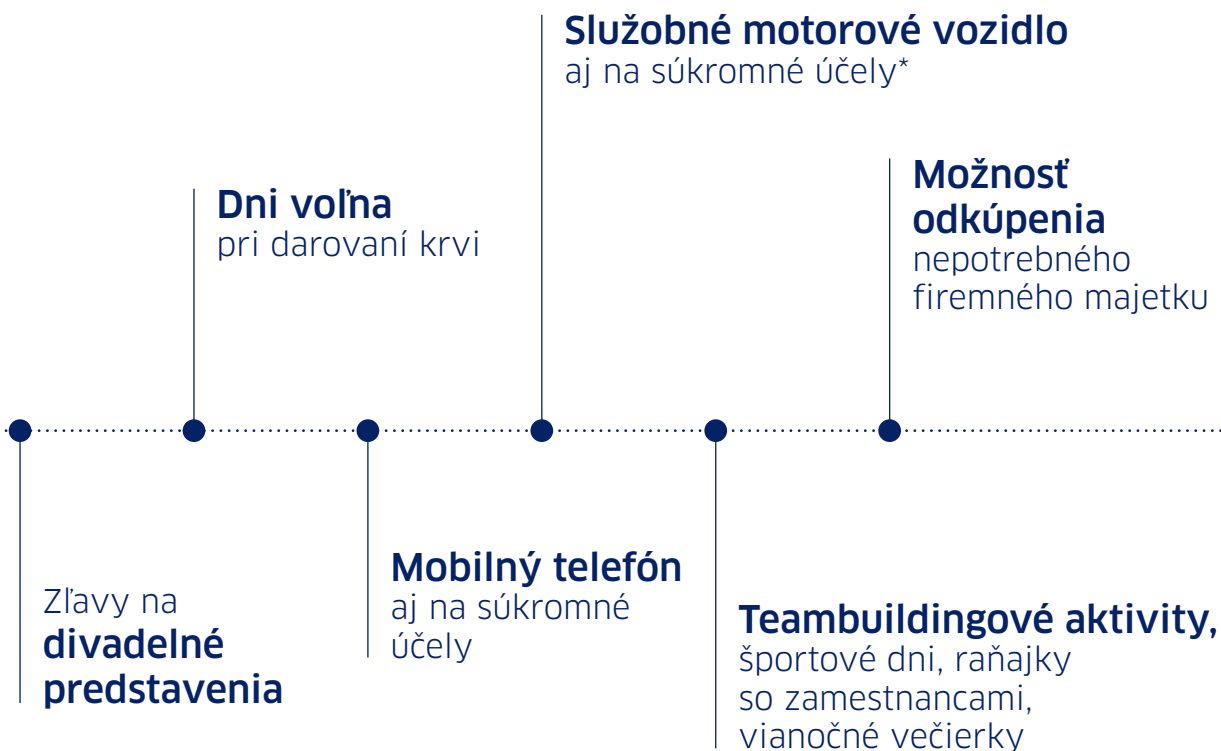 Služobné motorové vozidlo
aj na súkromné účely*
Možnosť
odkúpenia
nepotrebného
firemného majetku
Dni voľna
pri darovaní krvi
Zľavy na
divadelné
predstavenia
Mobilný telefón
aj na súkromné
účely
Teambuildingové aktivity,
športové dni, raňajky
so zamestnancami,
vianočné večierky